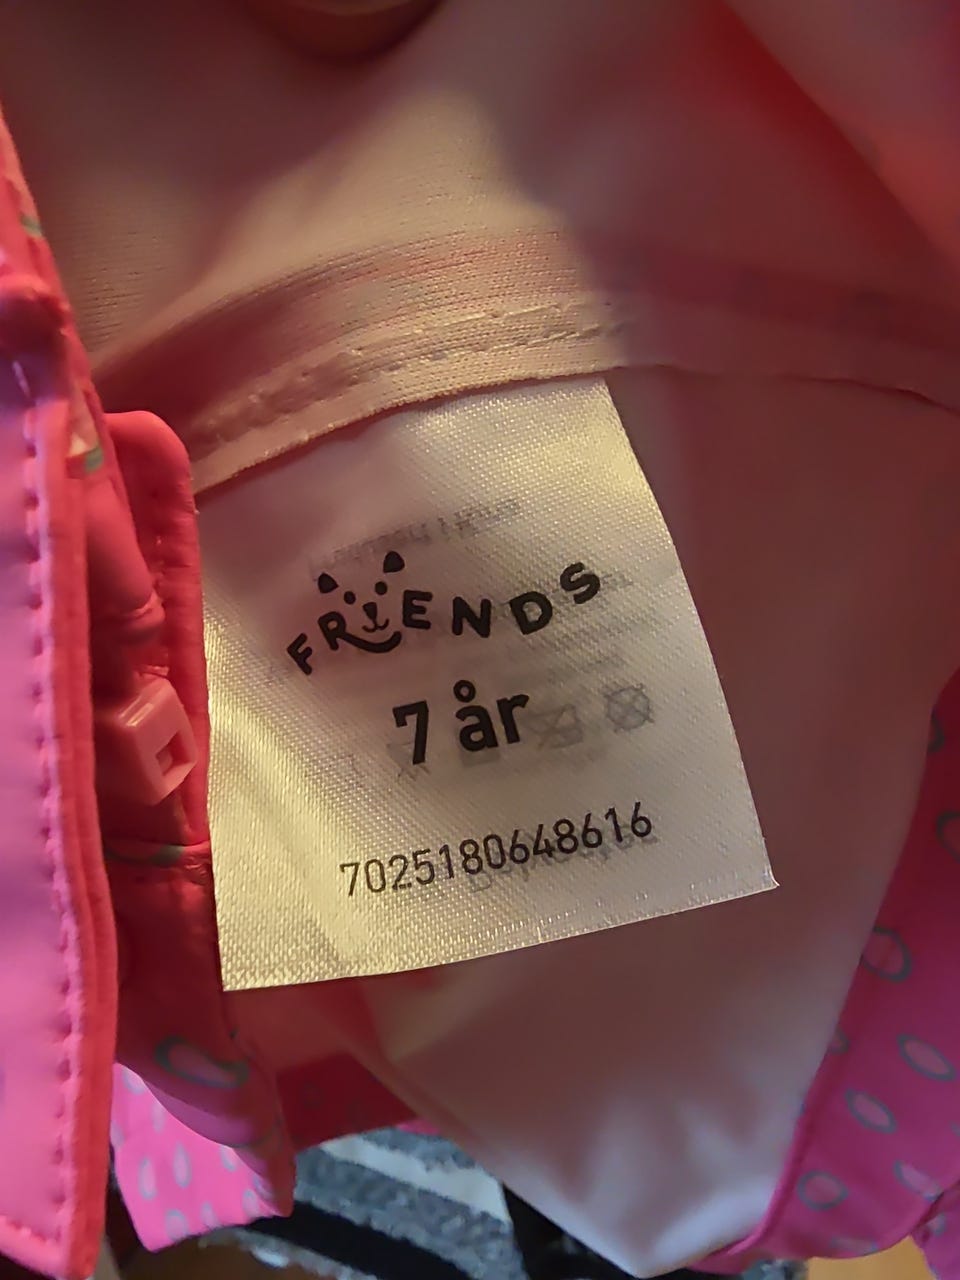 FRIENDS
7 år
7025180648616